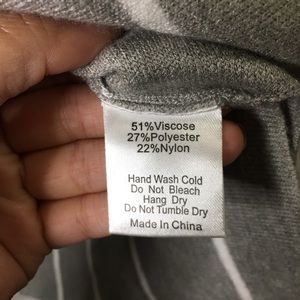 51%Viscose
27%Polyester
22%Nylon
Hand Wash Cold
Do Not Bleach
Hang Dry
Do Not Tumble Dry
Made In China